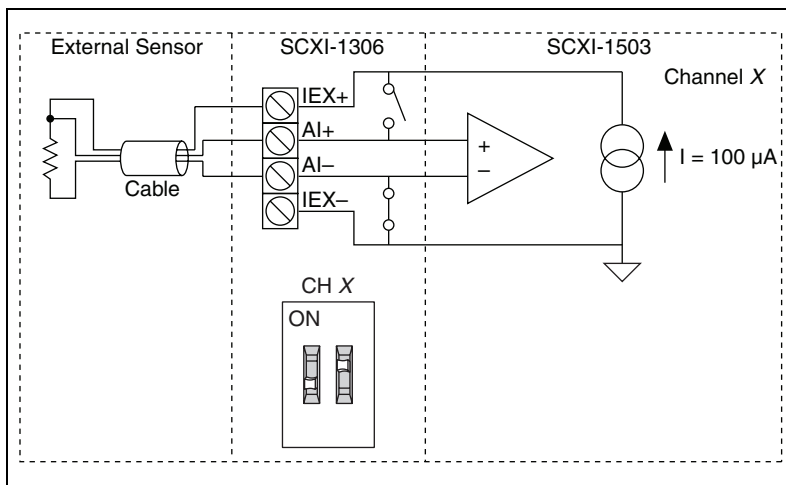 External Sensor
SCXI-1306
SCXI-1503
Channel X
IEX+
AI+
AI–
IEX–
+
–
I = 100 µA
Cable
CH X
ON